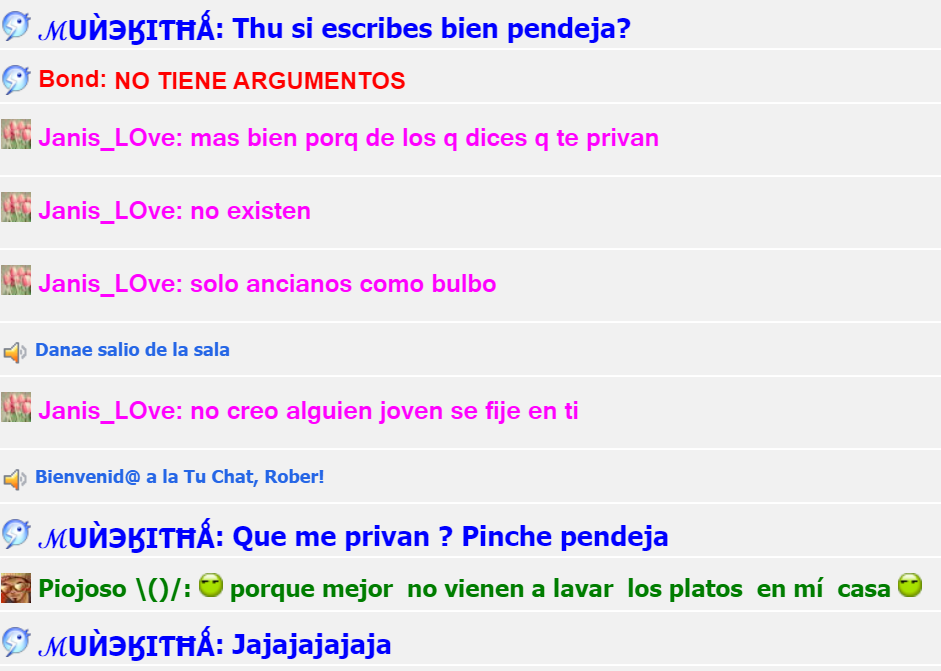 ℳUЍЭӃITĦǺ: Thu si escribes bien pendeja?
Bond: NO TIENE ARGUMENTOS
Janis_LOve: mas bien porq de los q dices q te privan
Janis_LOve: no existen
Janis_LOve: solo ancianos como bulbo
Danae salio de la sala
Janis_LOve: no creo alguien joven se fije en ti
Bienvenid@ a la Tu Chat, Rober!
ℳUЍЭӃITĦǺ: Que me privan ? Pinche pendeja
Piojoso \()/: porque mejor no vienen a lavar los platos en mí casa
ℳUЍЭӃITĦǺ: Jajajajajaja